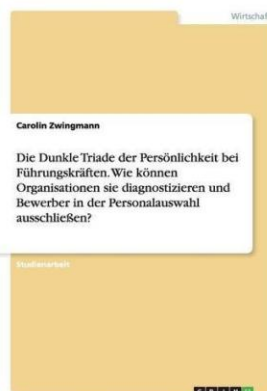 Wirtschaf
Carolin Zwingmann
Die Dunkle Triade der Persönlichkeit bei
Führungskräften. Wie können
Organisationen sie diagnostizieren und
Bewerber in der Personalauswahl
ausschließen?
Studienarbeit
GRIN